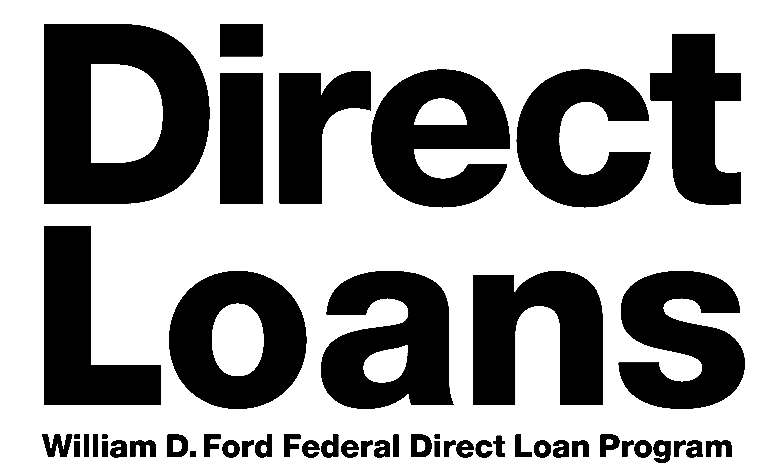 Direct
Loans
William D. Ford Federal Direct Loan Program